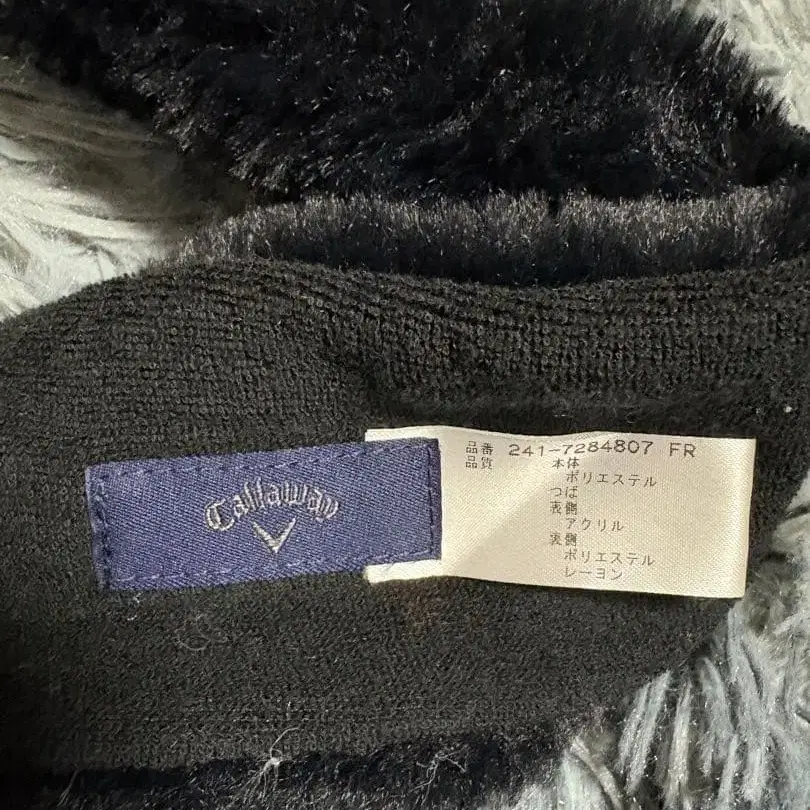 Callaway
品番 241-7284807 FR
品質 本体
ポリエステル
つば
表側
アクリル
裏側
ポリエステル
レーヨン